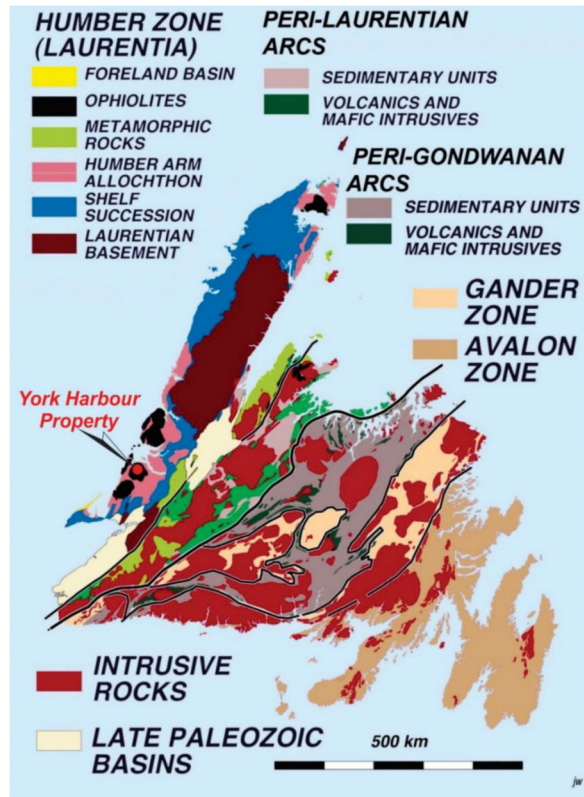 HUMBER ZONE
(LAURENTIA)
FORELAND BASIN
OPHIOLITES
METAMORPHIC
ROCKS
HUMBER ARM
ALLOCHTHON
SHELF
SUCCESSION
LAURENTIAN
BASEMENT
PERI-LAURENTIAN
ARCS
SEDIMENTARY UNITS
VOLCANICS AND
MAFIC INTRUSIVES
PERI-GONDWANAN
ARCS
SEDIMENTARY UNITS
VOLCANICS AND
MAFIC INTRUSIVES
GANDER
ZONE
AVALON
ZONE
York Harbour
Property
INTRUSIVE
ROCKS
LATE PALEOZOIC
BASINS
500 km
jw